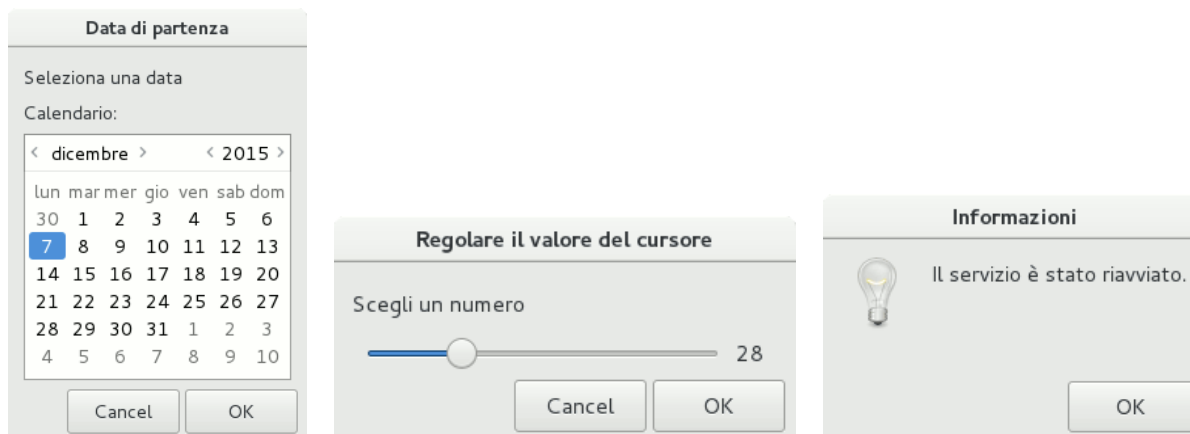 Data di partenza
Seleziona una data
Calendario:
< dicembre > < 2015 >
lun mar mer gio ven sab dom
30 1 2 3 4 5 6
7 8 9 10 11 12 13
14 15 16 17 18 19 20
21 22 23 24 25 26 27
28 29 30 31 1 2 3
4 5 6 7 8 9 10
Cancel OK
Regolare il valore del cursore
Scegli un numero
28
Cancel OK
Informazioni
Il servizio è stato riavviato.
OK